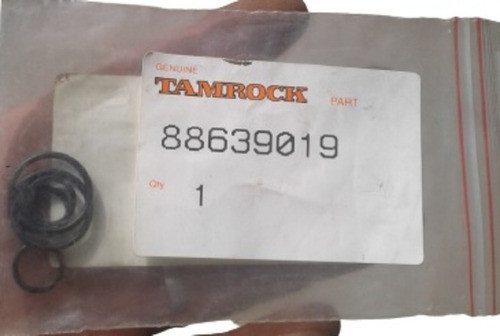 GENUINE
TAMROCK PART
88639019
Qty 1